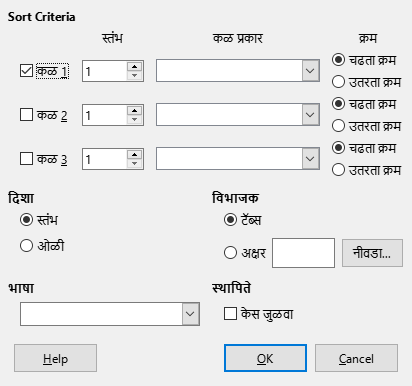 Sort Criteria
स्तंभ कळ प्रकार क्रम
कळ 1 1 चढता क्रम
उतरता क्रम
कळ 2 1 चढता क्रम
उतरता क्रम
कळ 3 1 चढता क्रम
उतरता क्रम
दिशा विभाजक
स्तंभ टॅब्स
ओळी अक्षर नीवडा...
भाषा स्थापिते
केस जुळवा
Help OK Cancel